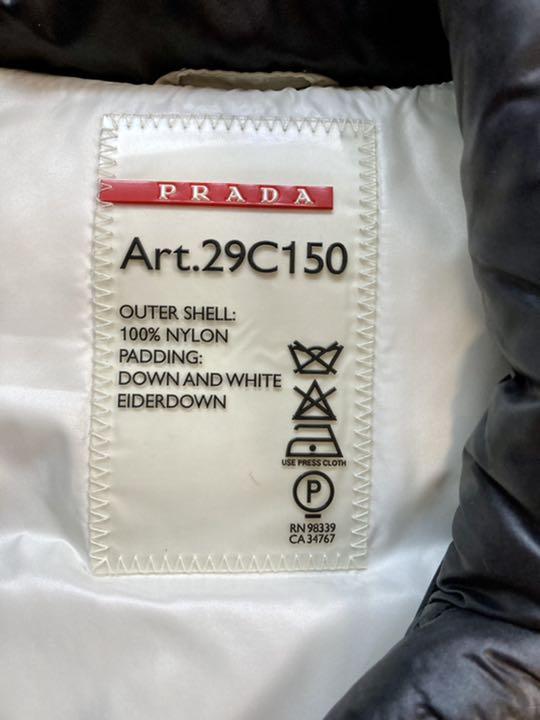 PRADA
Art.29C150
OUTER SHELL:
100% NYLON
PADDING:
DOWN AND WHITE
EIDERDOWN
USE PRESS CLOTH
P
RN 98339
CA 34767